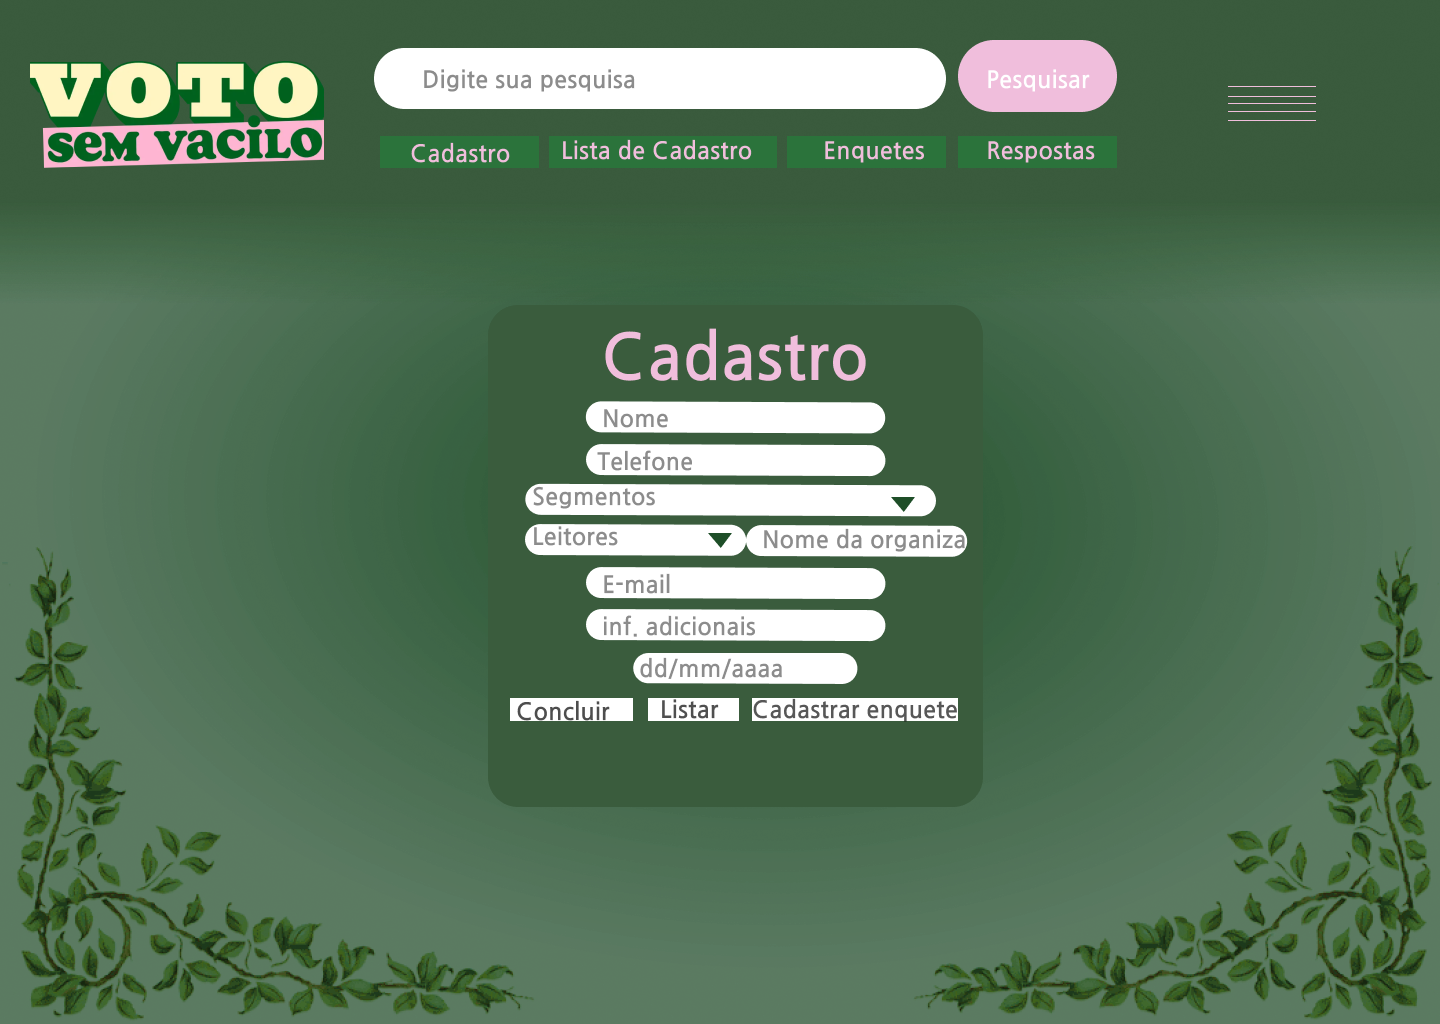 VOTO
SEM VACILO
Digite sua pesquisa
Pesquisar
Cadastro
Lista de Cadastro
Enquetes
Respostas
Cadastro
Nome
Telefone
Segmentos
Leitores
Nome da organiza
E-mail
inf. adicionais
dd/mm/aaaa
Concluir
Listar
Cadastrar enquete